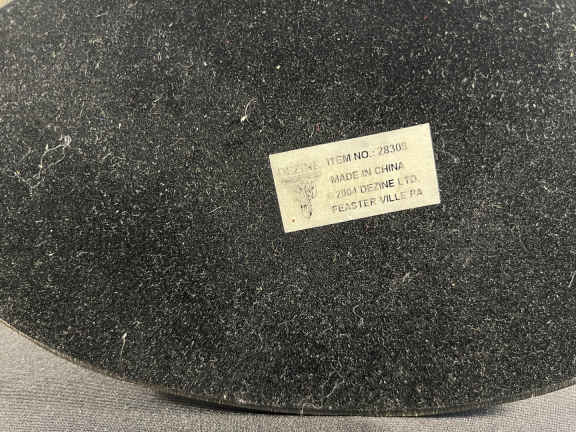 DEZINE
ITEM NO.: 28308
MADE IN CHINA
© 2004 DEZINE LTD.
FEASTER VILLE PA